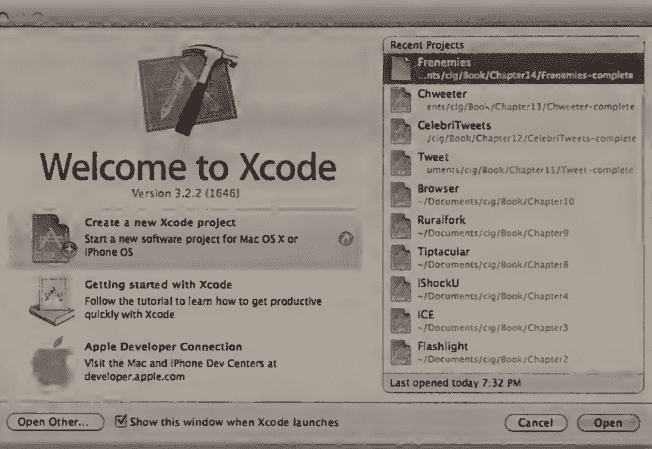 Welcome to Xcode
Version 3.2.2 (1646)
Create a new Xcode project
Start a new software project for Mac OS X or
iPhone OS
Getting started with Xcode
Follow the tutorial to learn how to get productive
quickly with Xcode
Apple Developer Connection
Visit the Mac and iPhone Dev Centers at
developer.apple.com
Recent Projects
Frenemies
...nts/cig/Book/Chapter14/Frenemies-complete
Chweeter
ents/cig/Book/Chapter13/Chweeter-complete
CelebriTweets
/cig/Book/Chapter12/CelebriTweets-complete
Tweet
uments/cig/Book/Chapter11/Tweet-complete
Browser
~/Documents/cig/Book/Chapter10
Ruralfork
~/Documents/cig/Book/Chapter9
Tiptacular
~/Documents/cig/Book/Chapter8
iShockU
~/Documents/cig/Book/Chapter4
ICE
~/Documents/cig/Book/Chapter3
Flashlight
~/Documents/cig/Book/Chapter2
Last opened today 7:32 PM
Open Other...
Show this window when Xcode launches
Cancel
Open